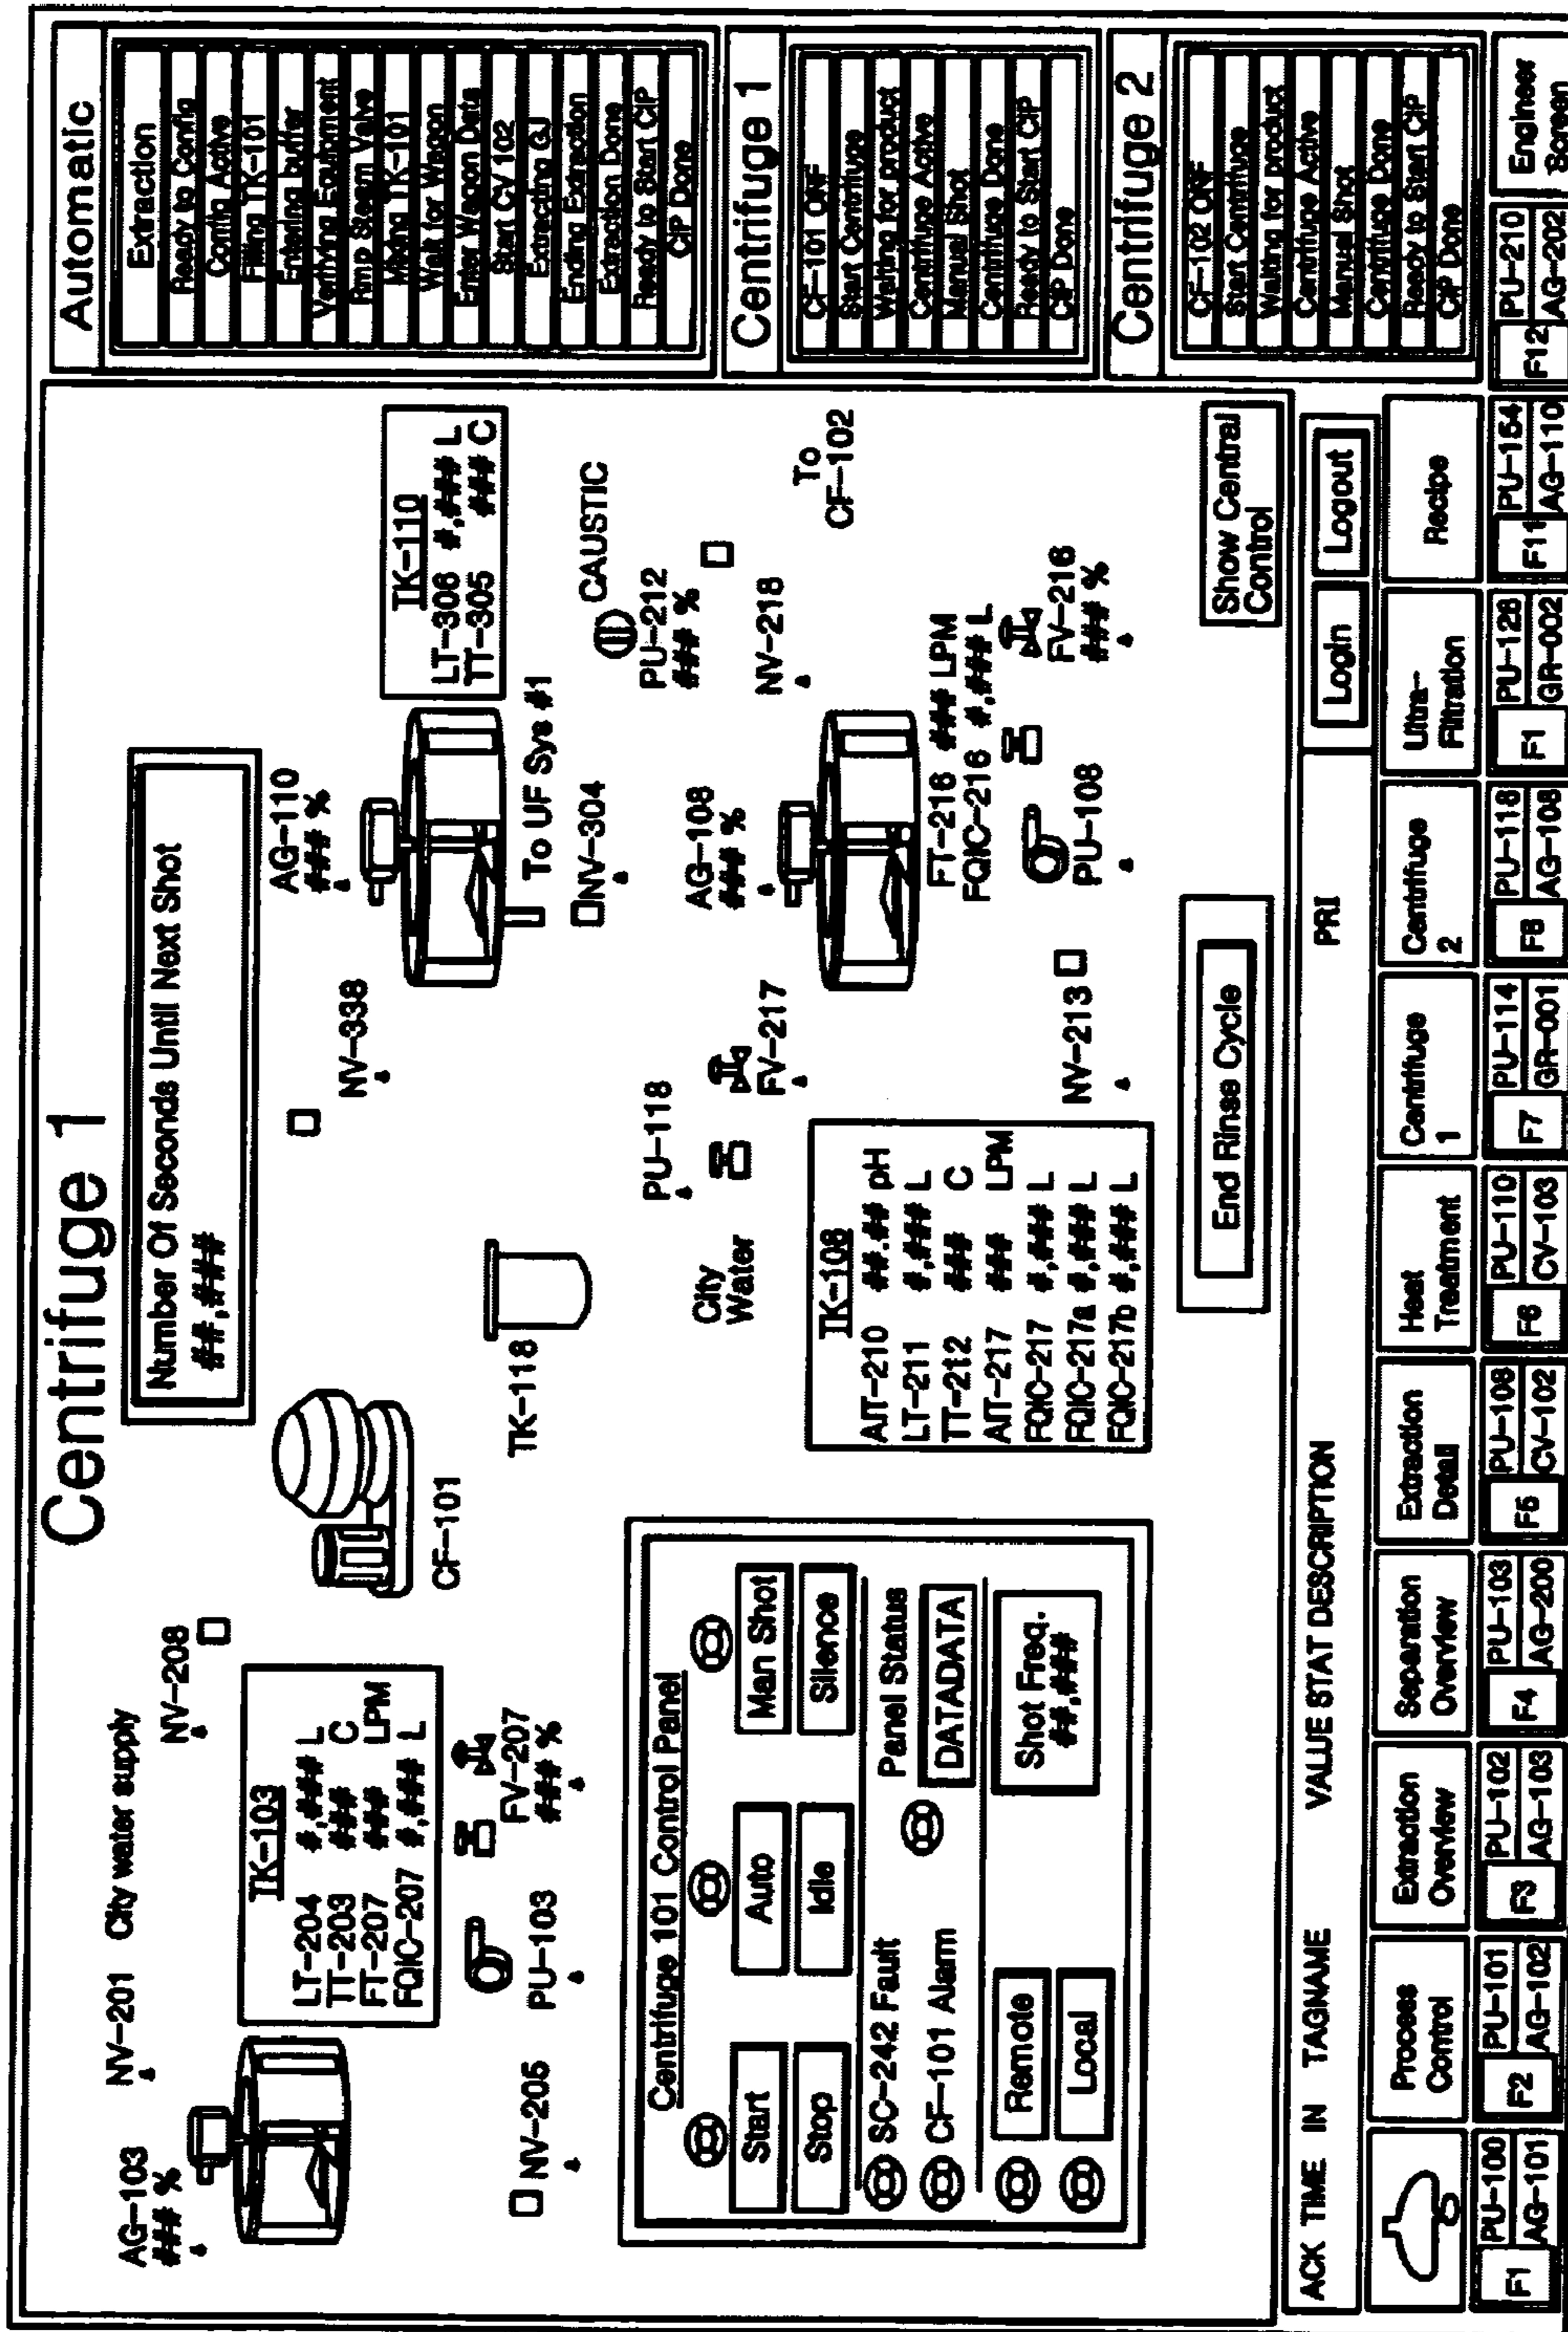 Centrifuge 1
Number Of Seconds Until Next Shot
##,###
AG-103
### %
NV-201
City water supply
NV-208
TK-103
LT-204 #,### L
TT-203 ### C
FT-207 ### LPM
FQIC-207 #,### L
NV-205
PU-103
FV-207
### %
CF-101
TK-118
NV-338
AG-110
### %
TK-110
LT-306 #,### L
TT-305 ### C
To UF Sys #1
NV-304
CAUSTIC
PU-212
### %
City
Water
PU-118
FV-217
AG-108
### %
NV-218
To
CF-102
TK-108
AIT-210 ##.## pH
LT-211 #,### L
TT-212 ### C
AIT-217 ### LPM
FQIC-217 #,### L
FQIC-217a #,### L
FQIC-217b #,### L
NV-213
FT-216 ### LPM
FQIC-216 #,### L
PU-108
FV-216
### %
Centrifuge 101 Control Panel
Start
Auto
Man Shot
Stop
Idle
Silence
SC-242 Fault
Panel Status
CF-101 Alarm
DATADATA
Remote
Shot Freq.
##,###
Local
End Rinse Cycle
Show Central
Control
Automatic
Extraction
Ready to Config
Config Active
Filling TK-101
Entering buffer
Verifying Equipment
Rmp Steam Valve
Mixing TK-101
Wait for Wagon
Enter Wagon Data
Start CV 102
Extracting GJ
Ending Extraction
Extraction Done
Ready to Start CIP
CIP Done
Centrifuge 1
CF-101
Start Centrifuge
Waiting for product
Centrifuge Active
Manual Shot
Centrifuge Done
Ready to Start CIP
CIP Done
Centrifuge 2
CF-102
Start Centrifuge
Waiting for product
Centrifuge Active
Manual Shot
Centrifuge Done
Ready to Start CIP
CIP Done
ACK TIME IN TAGNAME VALUE STAT DESCRIPTION PRI
Login
Logout
Process
Control
Extraction
Overview
Separation
Overview
Extraction
Detail
Heat
Treatment
Centrifuge
1
Centrifuge
2
Ultra-
Filtration
Recipe
Engineer
Screen
F1 PU-100
AG-101
F2 PU-101
AG-102
F3 PU-102
AG-103
F4 PU-103
AG-200
F5 PU-108
CV-102
F6 PU-110
CV-103
F7 PU-114
GR-001
F8 PU-118
AG-108
F1 PU-128
GR-002
F11 PU-154
AG-110
F12 PU-210
AG-202